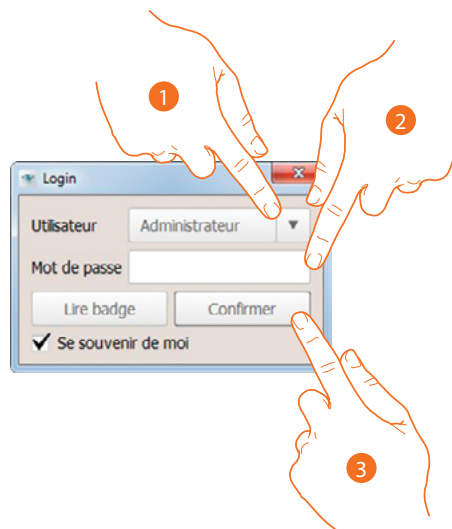 1
2
Login
Utilisateur Administrateur
Mot de passe
Lire badge Confirmer
Se souvenir de moi
3